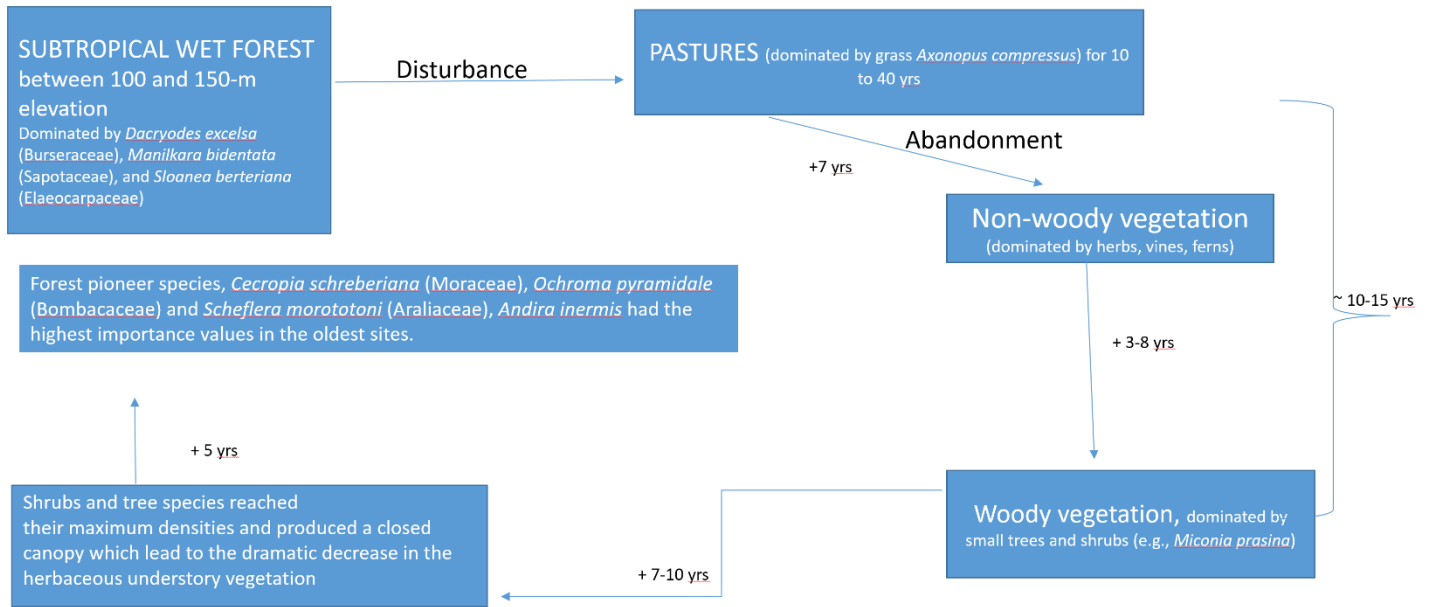 SUBTROPICAL WET FOREST
between 100 and 150-m
elevation
Dominated by Dacryodes excelsa
(Burseraceae), Manilkara bidentata
(Sapotaceae), and Sloanea berteriana
(Elaeocarpaceae)
Disturbance
PASTURES (dominated by grass Axonopus compressus) for 10
to 40 yrs
Abandonment
+7 yrs
Non-woody vegetation
(dominated by herbs, vines, ferns)
~ 10-15 yrs
+ 3-8 yrs
Woody vegetation, dominated by
small trees and shrubs (e.g., Miconia prasina)
+ 7-10 yrs
Shrubs and tree species reached
their maximum densities and produced a closed
canopy which lead to the dramatic decrease in the
herbaceous understory vegetation
+ 5 yrs
Forest pioneer species, Cecropia schreberiana (Moraceae), Ochroma pyramidale
(Bombacaceae) and Scheflera morototoni (Araliaceae), Andira inermis had the
highest importance values in the oldest sites.